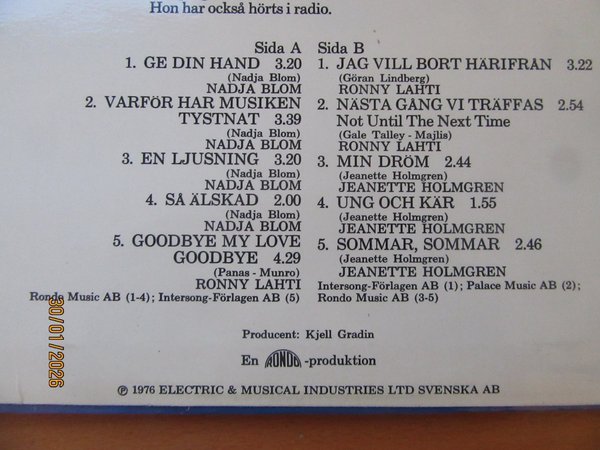 Hon har också hörts i radio.
Sida A
1. GE DIN HAND 3.20
(Nadja Blom)
NADJA BLOM
2. VARFÖR HAR MUSIKEN
TYSTNAT 3.39
(Nadja Blom)
NADJA BLOM
3. EN LJUSNING 3.20
(Nadja Blom)
NADJA BLOM
4. SÅ ÄLSKAD 2.00
(Nadja Blom)
NADJA BLOM
5. GOODBYE MY LOVE
GOODBYE 4.29
(Panas - Munro)
RONNY LAHTI
Rondo Music AB (1-4); Intersong-Förlagen AB (5)
Sida B
1. JAG VILL BORT HÄRIFRAN 3.22
(Göran Lindberg)
RONNY LAHTI
2. NÄSTA GÅNG VI TRÄFFAS 2.54
Not Until The Next Time
(Gale Talley - Majlis)
RONNY LAHTI
3. MIN DRÖM 2.44
(Jeanette Holmgren)
JEANETTE HOLMGREN
4. UNG OCH KÄR 1.55
(Jeanette Holmgren)
JEANETTE HOLMGREN
5. SOMMAR, SOMMAR 2.46
(Jeanette Holmgren)
JEANETTE HOLMGREN
Intersong-Förlagen AB (1); Palace Music AB (2);
Rondo Music AB (3-5)
Producent: Kjell Gradin
En RONDO -produktion
℗ 1976 ELECTRIC & MUSICAL INDUSTRIES LTD SVENSKA AB
30/01/2026